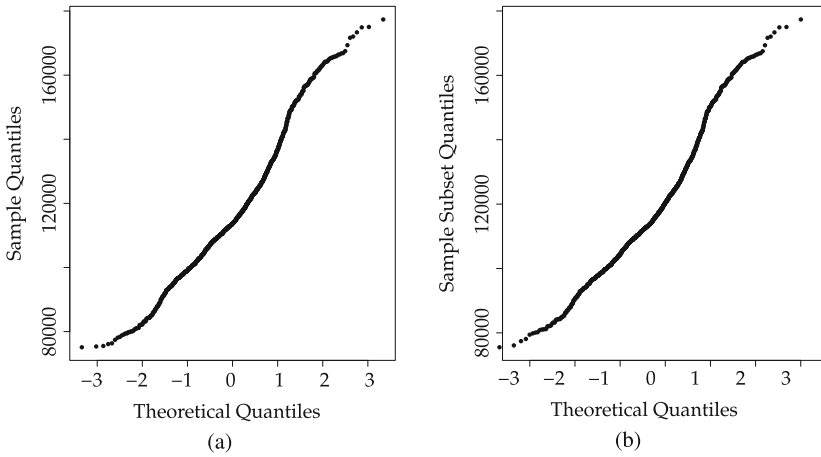 160000
120000
80000
Sample Quantiles
−3 −2 −1 0 1 2 3
Theoretical Quantiles
(a)
160000
120000
80000
Sample Subset Quantiles
−3 −2 −1 0 1 2 3
Theoretical Quantiles
(b)